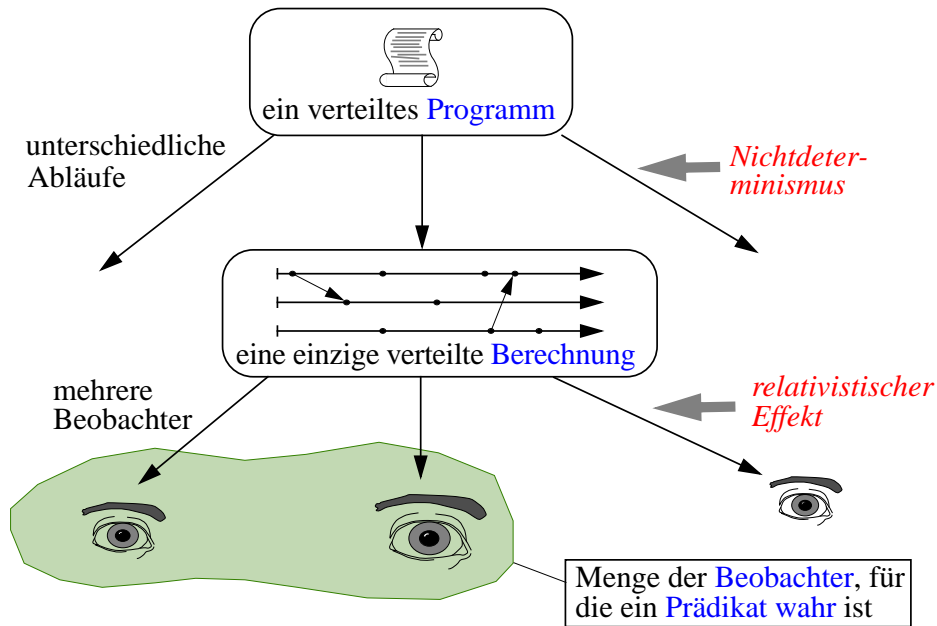 ein verteiltes Programm
unterschiedliche
Abläufe
Nichtdeter-
minismus
eine einzige verteilte Berechnung
mehrere
Beobachter
relativistischer
Effekt
Menge der Beobachter, für
die ein Prädikat wahr ist